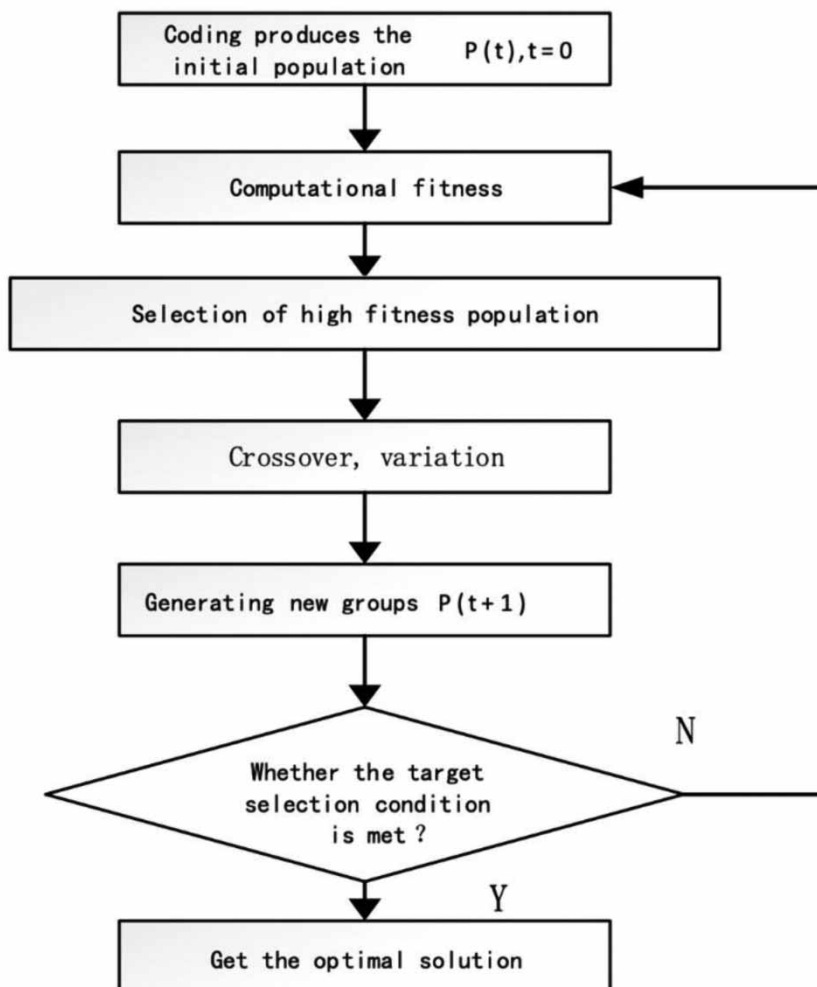 Coding produces the P(t),t=0
initial population
Computational fitness
Selection of high fitness population
Crossover, variation
Generating new groups P(t+1)
N
Whether the target
selection condition
is met?
Y
Get the optimal solution